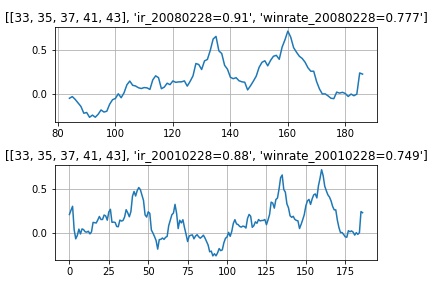 [[33, 35, 37, 41, 43], 'ir_20080228=0.91', 'winrate_20080228=0.777']
0.5
0.0
80 100 120 140 160 180
[[33, 35, 37, 41, 43], 'ir_20010228=0.88', 'winrate_20010228=0.749']
0.5
0.0
0 25 50 75 100 125 150 175